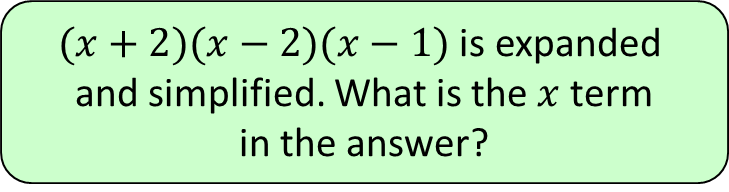 (x + 2)(x − 2)(x − 1) is expanded
and simplified. What is the x term
in the answer?